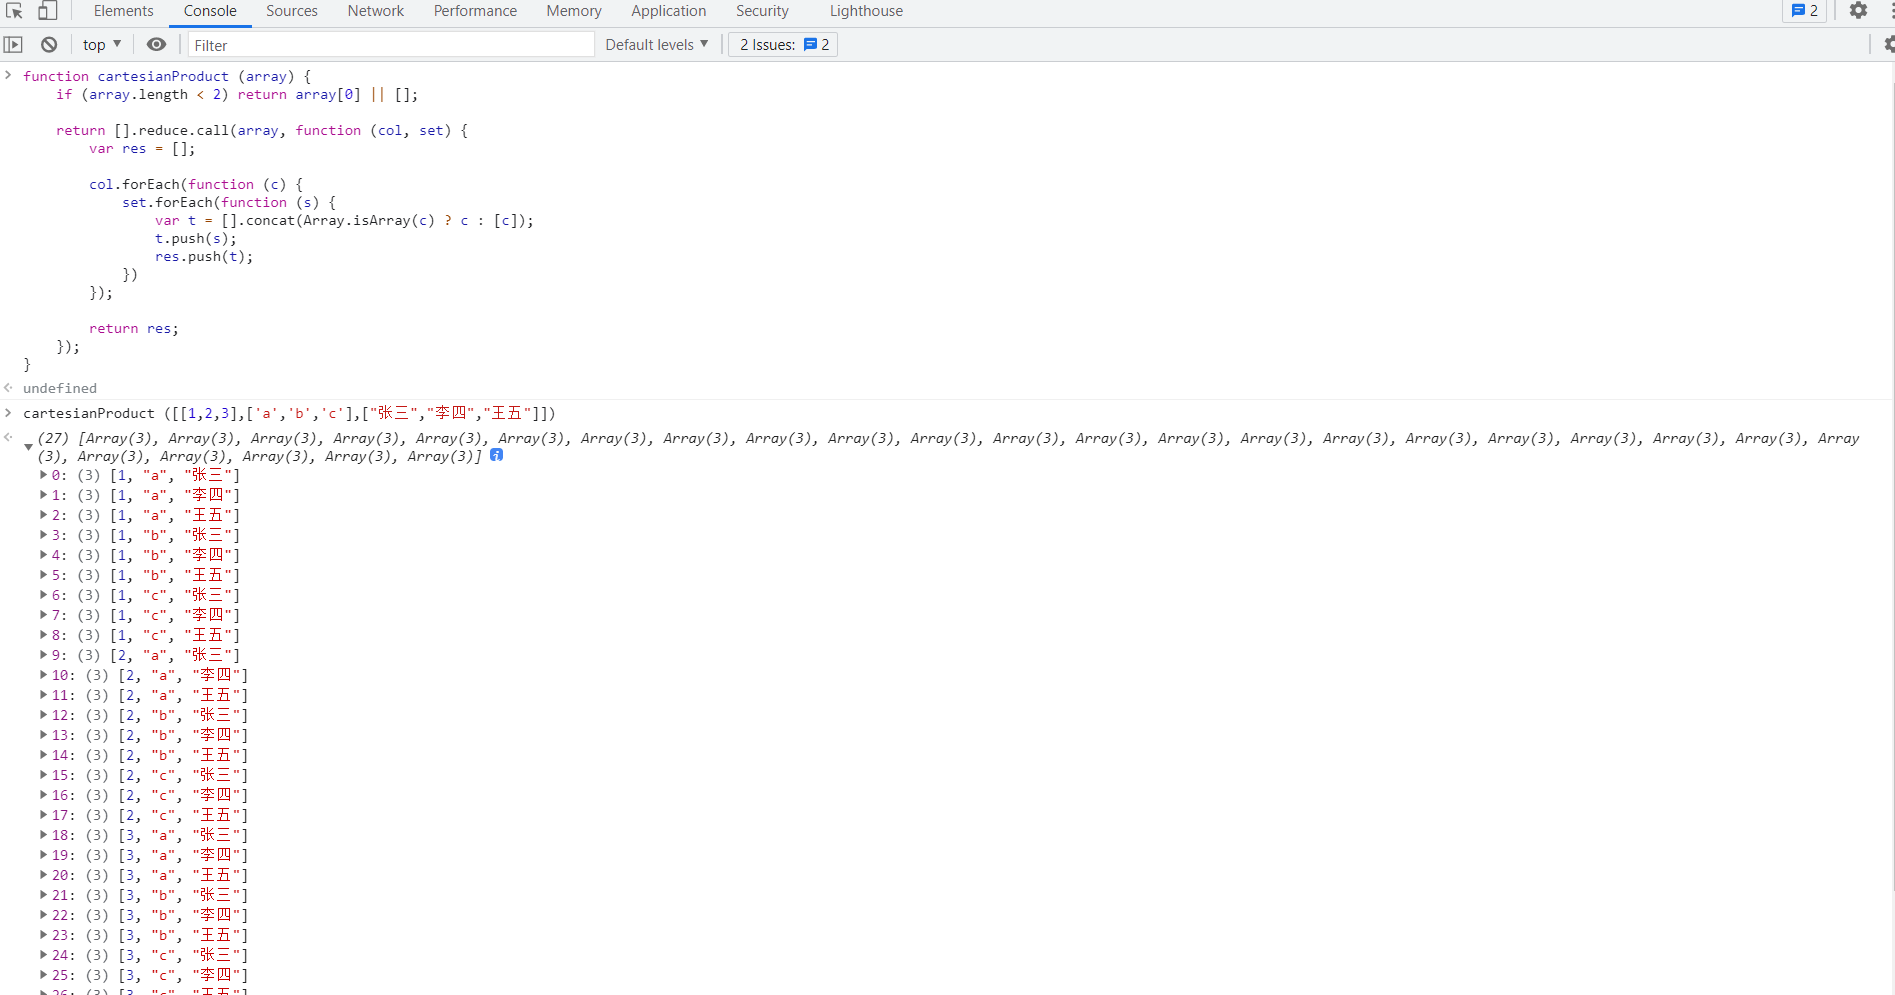 Elements Console Sources Network Performance Memory Application Security Lighthouse 2
top ▼ Filter Default levels ▼ 2 Issues: 2
> function cartesianProduct (array) {
if (array.length < 2) return array[0] || [];
return [].reduce.call(array, function (col, set) {
var res = [];
col.forEach(function (c) {
set.forEach(function (s) {
var t = [].concat(Array.isArray(c) ? c : [c]);
t.push(s);
res.push(t);
})
});
return res;
});
}
undefined
> cartesianProduct ([[1,2,3],['a','b','c'],["张三","李四","王五"]])
(27) [Array(3), Array(3), Array(3), Array(3), Array(3), Array(3), Array(3), Array(3), Array(3), Array(3), Array(3), Array(3), Array(3), Array(3), Array(3), Array(3), Array(3), Array(3), Array(3), Array(3), Array(3), Array
(3), Array(3), Array(3), Array(3), Array(3), Array(3)] i
0: (3) [1, "a", "张三"]
1: (3) [1, "a", "李四"]
2: (3) [1, "a", "王五"]
3: (3) [1, "b", "张三"]
4: (3) [1, "b", "李四"]
5: (3) [1, "b", "王五"]
6: (3) [1, "c", "张三"]
7: (3) [1, "c", "李四"]
8: (3) [1, "c", "王五"]
9: (3) [2, "a", "张三"]
10: (3) [2, "a", "李四"]
11: (3) [2, "a", "王五"]
12: (3) [2, "b", "张三"]
13: (3) [2, "b", "李四"]
14: (3) [2, "b", "王五"]
15: (3) [2, "c", "张三"]
16: (3) [2, "c", "李四"]
17: (3) [2, "c", "王五"]
18: (3) [3, "a", "张三"]
19: (3) [3, "a", "李四"]
20: (3) [3, "a", "王五"]
21: (3) [3, "b", "张三"]
22: (3) [3, "b", "李四"]
23: (3) [3, "b", "王五"]
24: (3) [3, "c", "张三"]
25: (3) [3, "c", "李四"]
26: (3) [3, "c", "王五"]